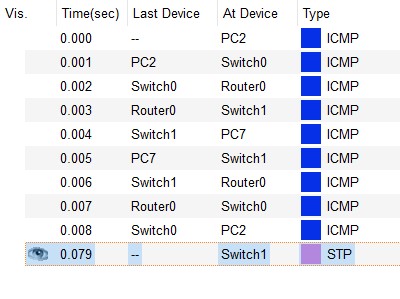 Vis. Time(sec) Last Device At Device Type
0.000 -- PC2 ICMP
0.001 PC2 Switch0 ICMP
0.002 Switch0 Router0 ICMP
0.003 Router0 Switch1 ICMP
0.004 Switch1 PC7 ICMP
0.005 PC7 Switch1 ICMP
0.006 Switch1 Router0 ICMP
0.007 Router0 Switch0 ICMP
0.008 Switch0 PC2 ICMP
0.079 -- Switch1 STP